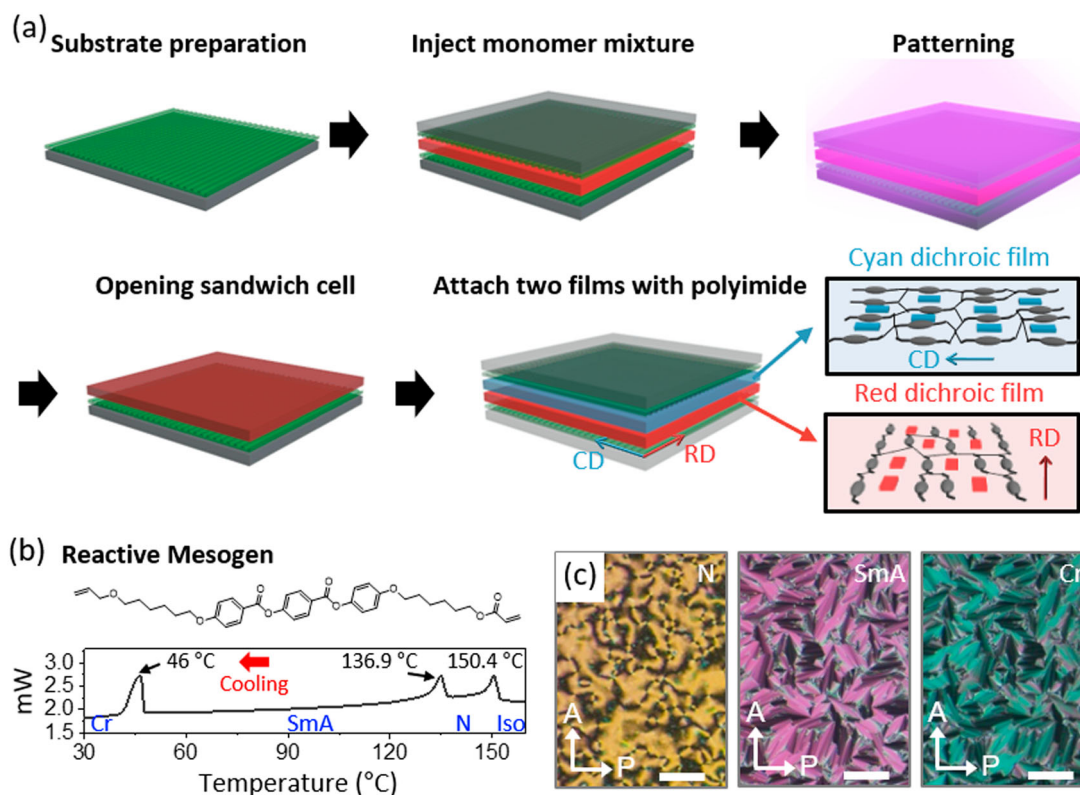 (a)
Substrate preparation
Inject monomer mixture
Patterning
Opening sandwich cell
Attach two films with polyimide
Cyan dichroic film
CD
Red dichroic film
RD
CD
RD
(b) Reactive Mesogen
O
O
O
O
O
O
O
O
3.0
2.5
2.0
1.5
mW
46 °C
Cooling
136.9 °C
150.4 °C
Cr
SmA
N
Iso
30
60
90
120
150
Temperature (°C)
(c)
N
A
P
SmA
A
P
Cr
A
P